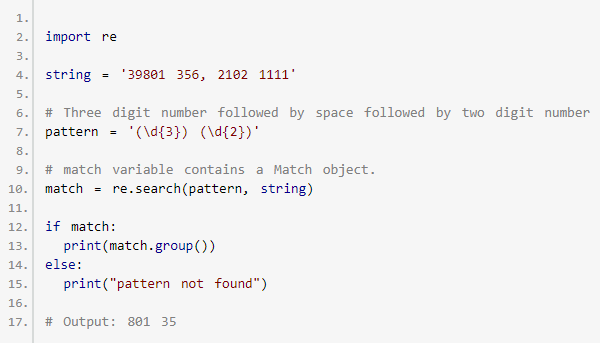 1.
2. import re
3.
4. string = '39801 356, 2102 1111'
5.
6. # Three digit number followed by space followed by two digit number
7. pattern = '(\d{3}) (\d{2})'
8.
9. # match variable contains a Match object.
10. match = re.search(pattern, string)
11.
12. if match:
13.   print(match.group())
14. else:
15.   print("pattern not found")
16.
17. # Output: 801 35